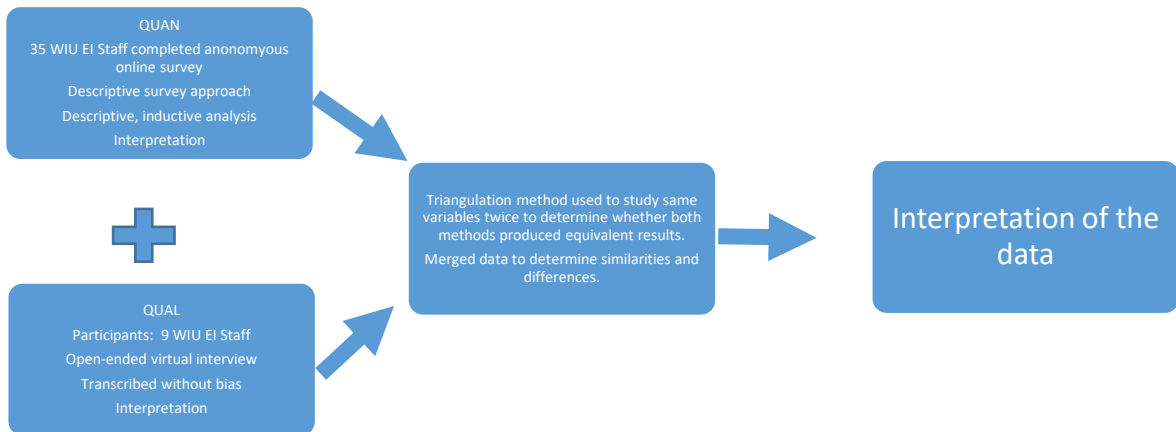 QUAN
35 WIU EI Staff completed anonomyous
online survey
Descriptive survey approach
Descriptive, inductive analysis
Interpretation
QUAL
Participants:  9 WIU EI Staff
Open-ended virtual interview
Transcribed without bias
Interpretation
Triangulation method used to study same
variables twice to determine whether both
methods produced equivalent results.
Merged data to determine similarities and
differences.
Interpretation of the
data